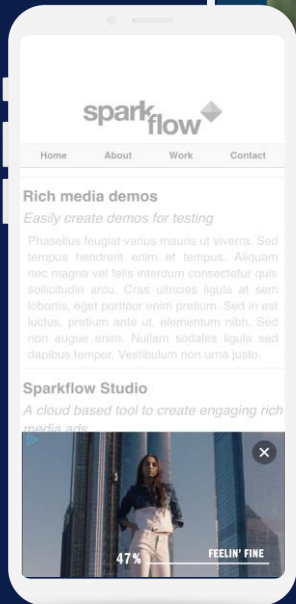 spark
flow
Home About Work Contact
Rich media demos
Easily create demos for testing
Phasellus feugiat varius mauris ut viverra. Sed
tempus hendrerit enim et tempus. Aliquam
nec magna vel felis interdum consectetur quis
sollicitudin arcu. Cras ultricies ligula at sem
lobortis, eget porttitor enim pretium. Sed in est
luctus, pretium ante ut, elementum nibh. Sed
non augue enim. Nullam sodales ligula sed
dapibus tempor. Vestibulum non urna justo.
Sparkflow Studio
A cloud based tool to create engaging rich
media ads
47%
FEELIN' FINE